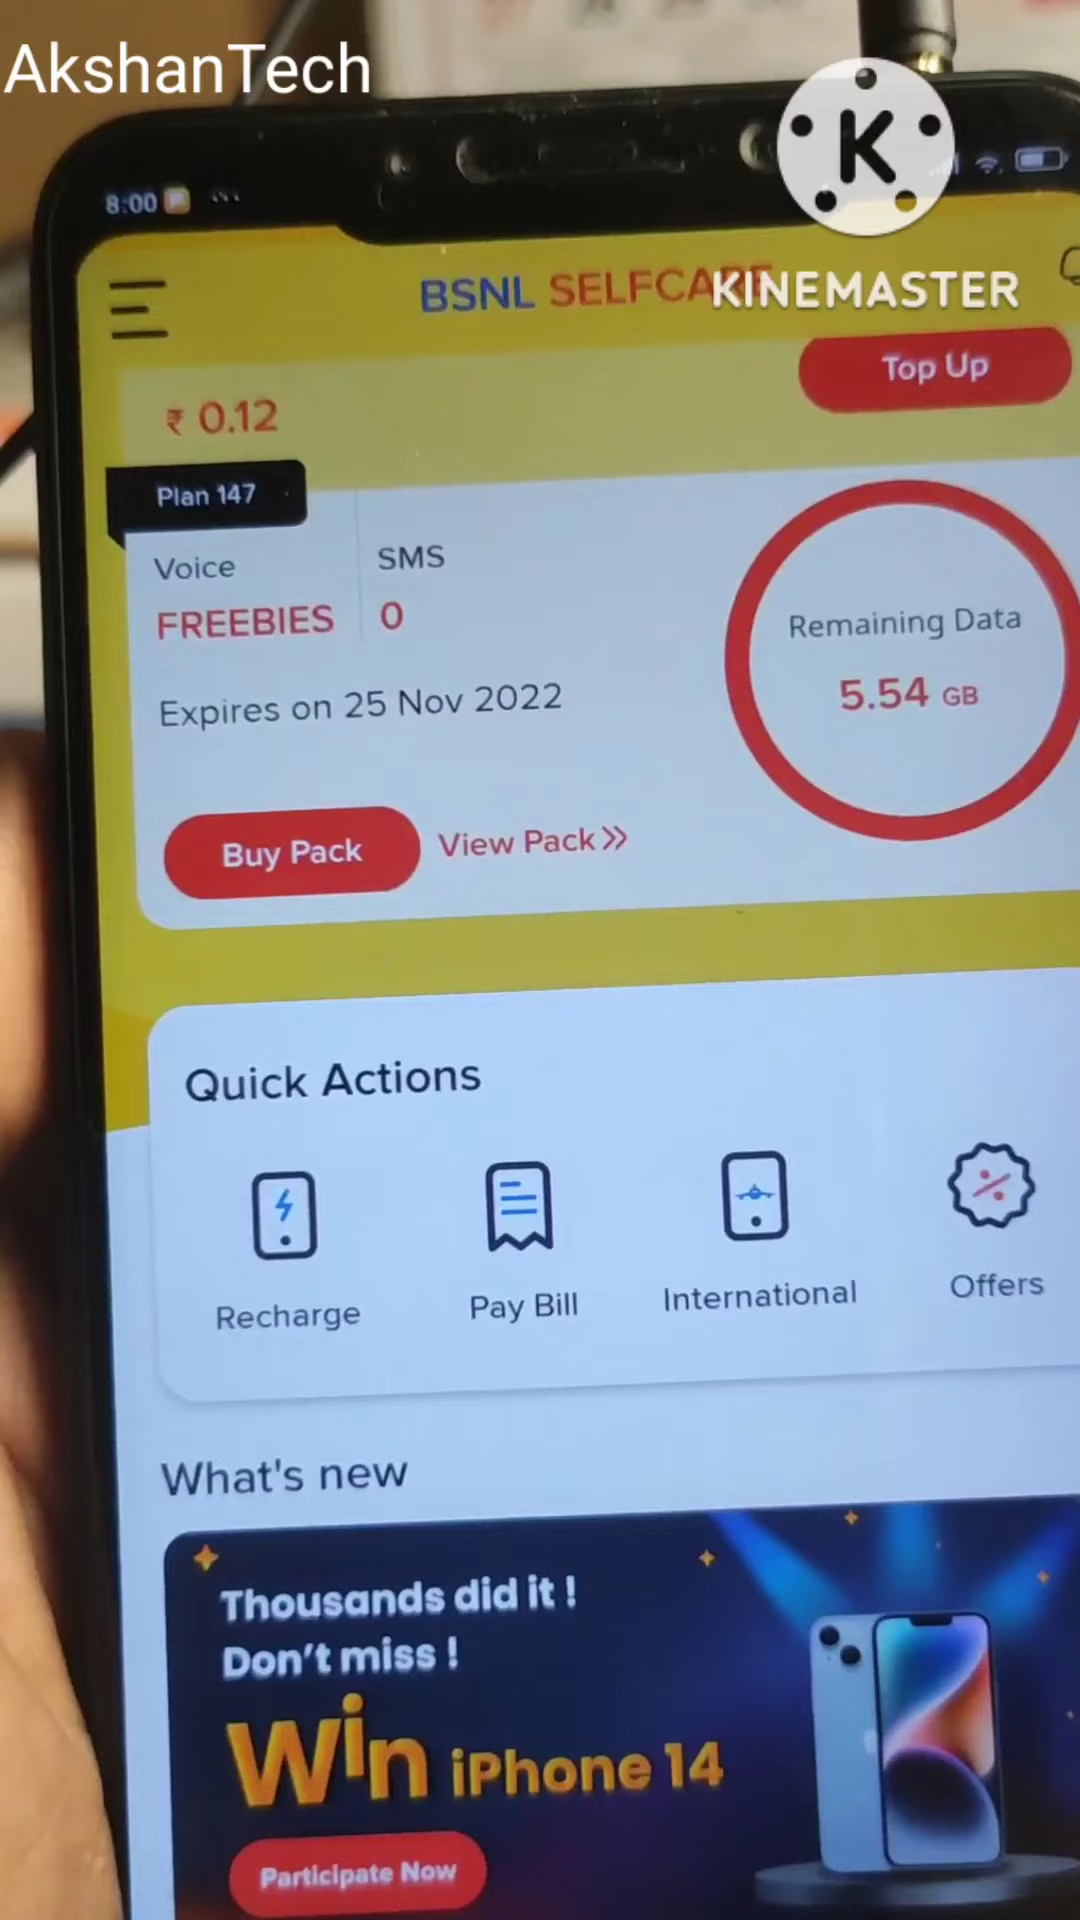 AkshanTech
K
KINEMASTER
8:00
BSNL SELFCARE
₹ 0.12
Top Up
Plan 147
Voice
SMS
FREEBIES
0
Remaining Data
5.54 GB
Expires on 25 Nov 2022
Buy Pack
View Pack »
Quick Actions
Recharge
Pay Bill
International
Offers
What's new
Thousands did it !
Don't miss !
Win iPhone 14
Participate Now